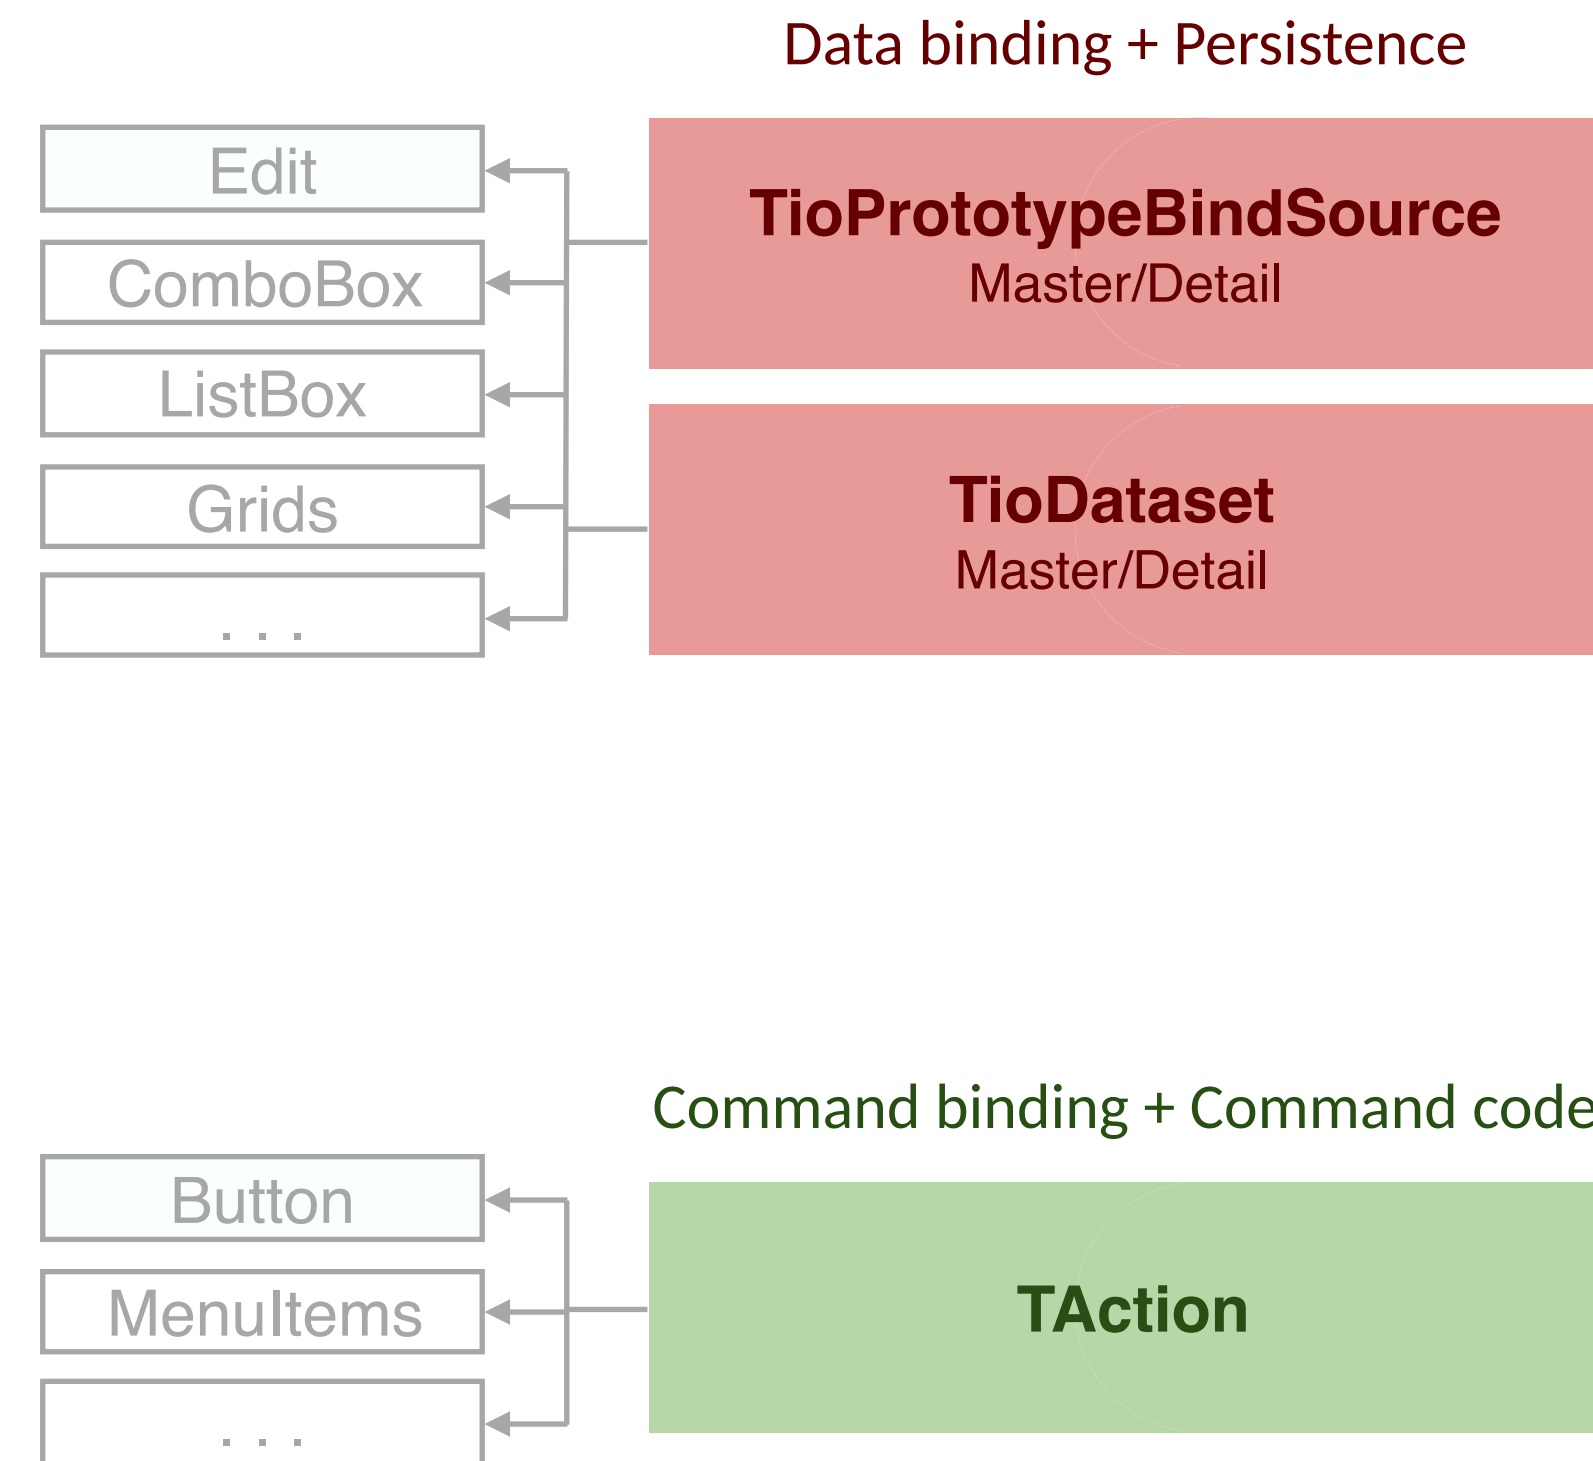 Data binding + Persistence
Edit
ComboBox
ListBox
Grids
. . .
TioPrototypeBindSource
Master/Detail
TioDataset
Master/Detail
Command binding + Command code
Button
MenuItems
. . .
TAction